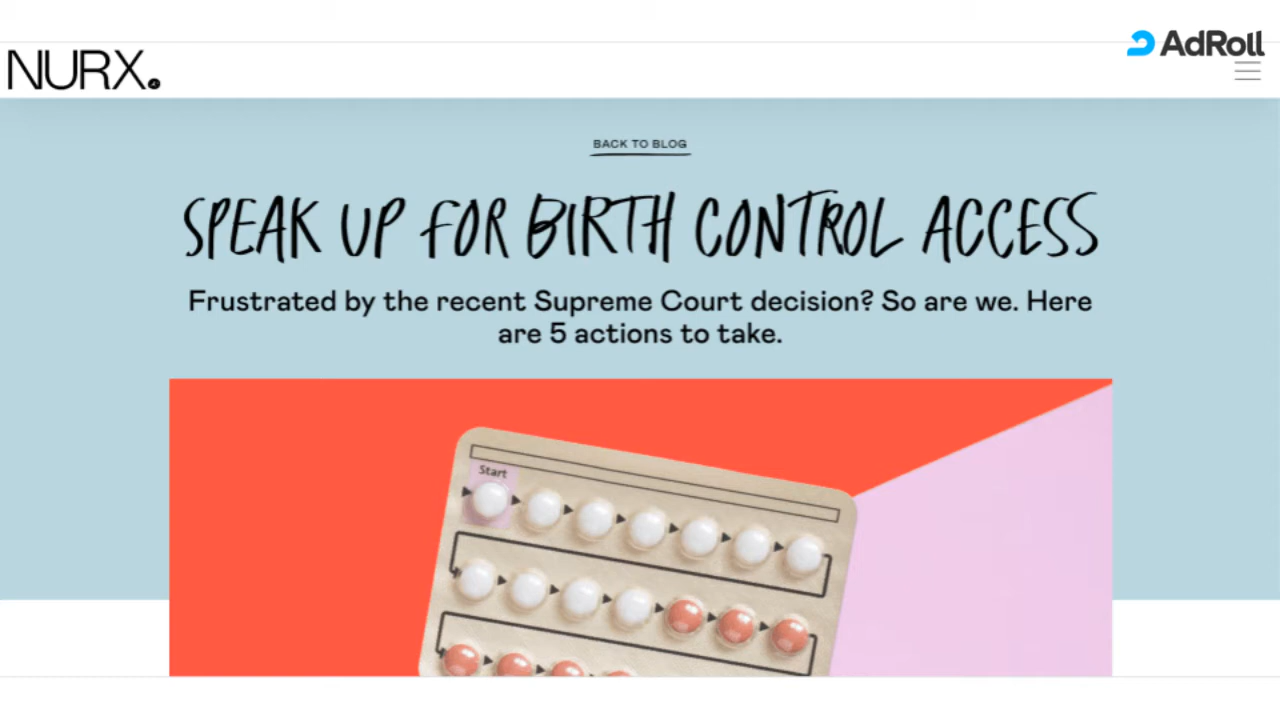 AdRoll
NURX.
BACK TO BLOG
SPEAK UP FOR BIRTH CONTROL ACCESS
Frustrated by the recent Supreme Court decision? So are we. Here
are 5 actions to take.
Start